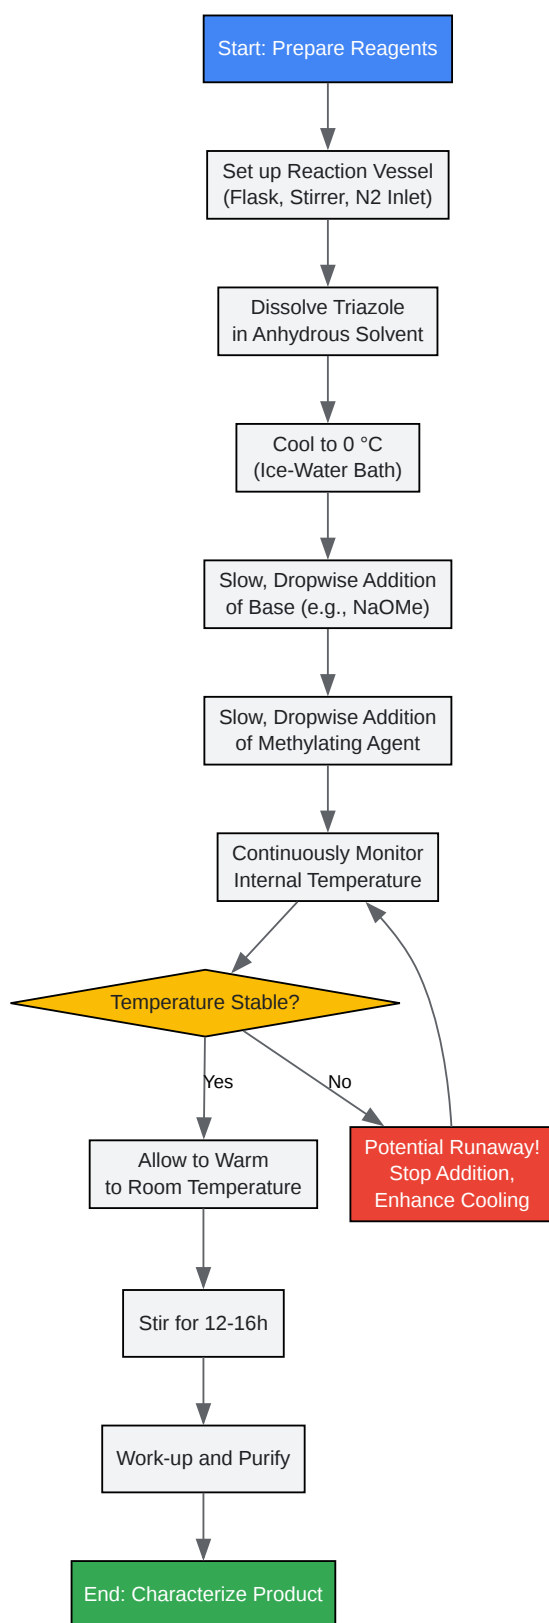 Start: Prepare Reagents
Set up Reaction Vessel
(Flask, Stirrer, N2 Inlet)
Dissolve Triazole
in Anhydrous Solvent
Cool to 0 °C
(Ice-Water Bath)
Slow, Dropwise Addition
of Base (e.g., NaOMe)
Slow, Dropwise Addition
of Methylating Agent
Continuously Monitor
Internal Temperature
Temperature Stable?
Yes
No
Allow to Warm
to Room Temperature
Potential Runaway!
Stop Addition,
Enhance Cooling
Stir for 12-16h
Work-up and Purify
End: Characterize Product